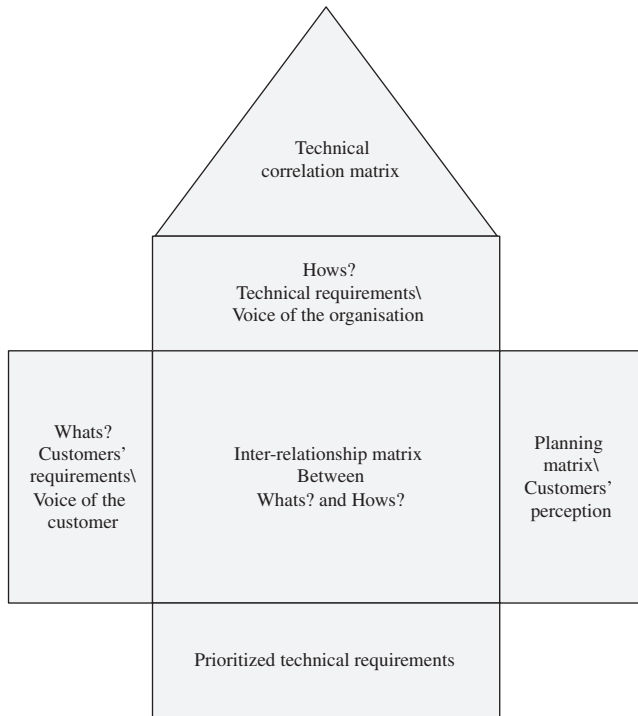 Technical
correlation matrix
Hows?
Technical requirements\
Voice of the organisation
Whats?
Customers'
requirements\
Voice of the
customer
Inter-relationship matrix
Between
Whats? and Hows?
Planning
matrix\
Customers'
perception
Prioritized technical requirements